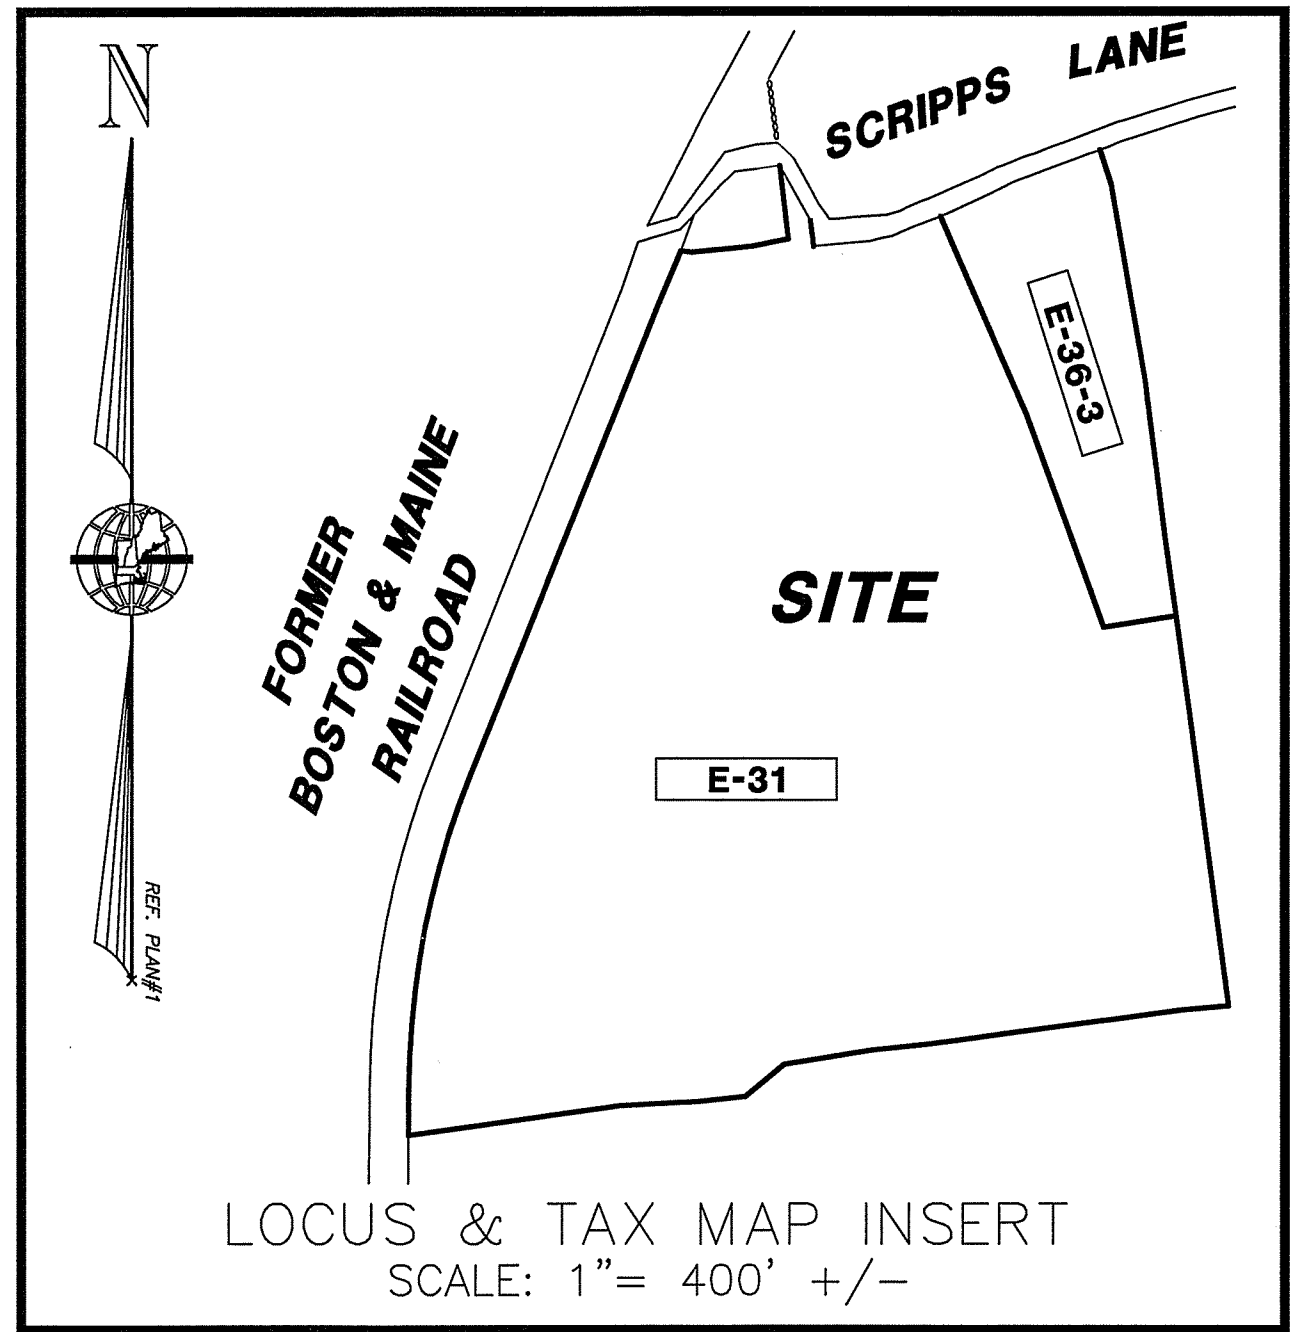 N
SCRIPPS LANE
E-36-3
FORMER
BOSTON & MAINE
RAILROAD
SITE
E-31
REF. PLAN#1
LOCUS & TAX MAP INSERT
SCALE: 1"= 400' +/-